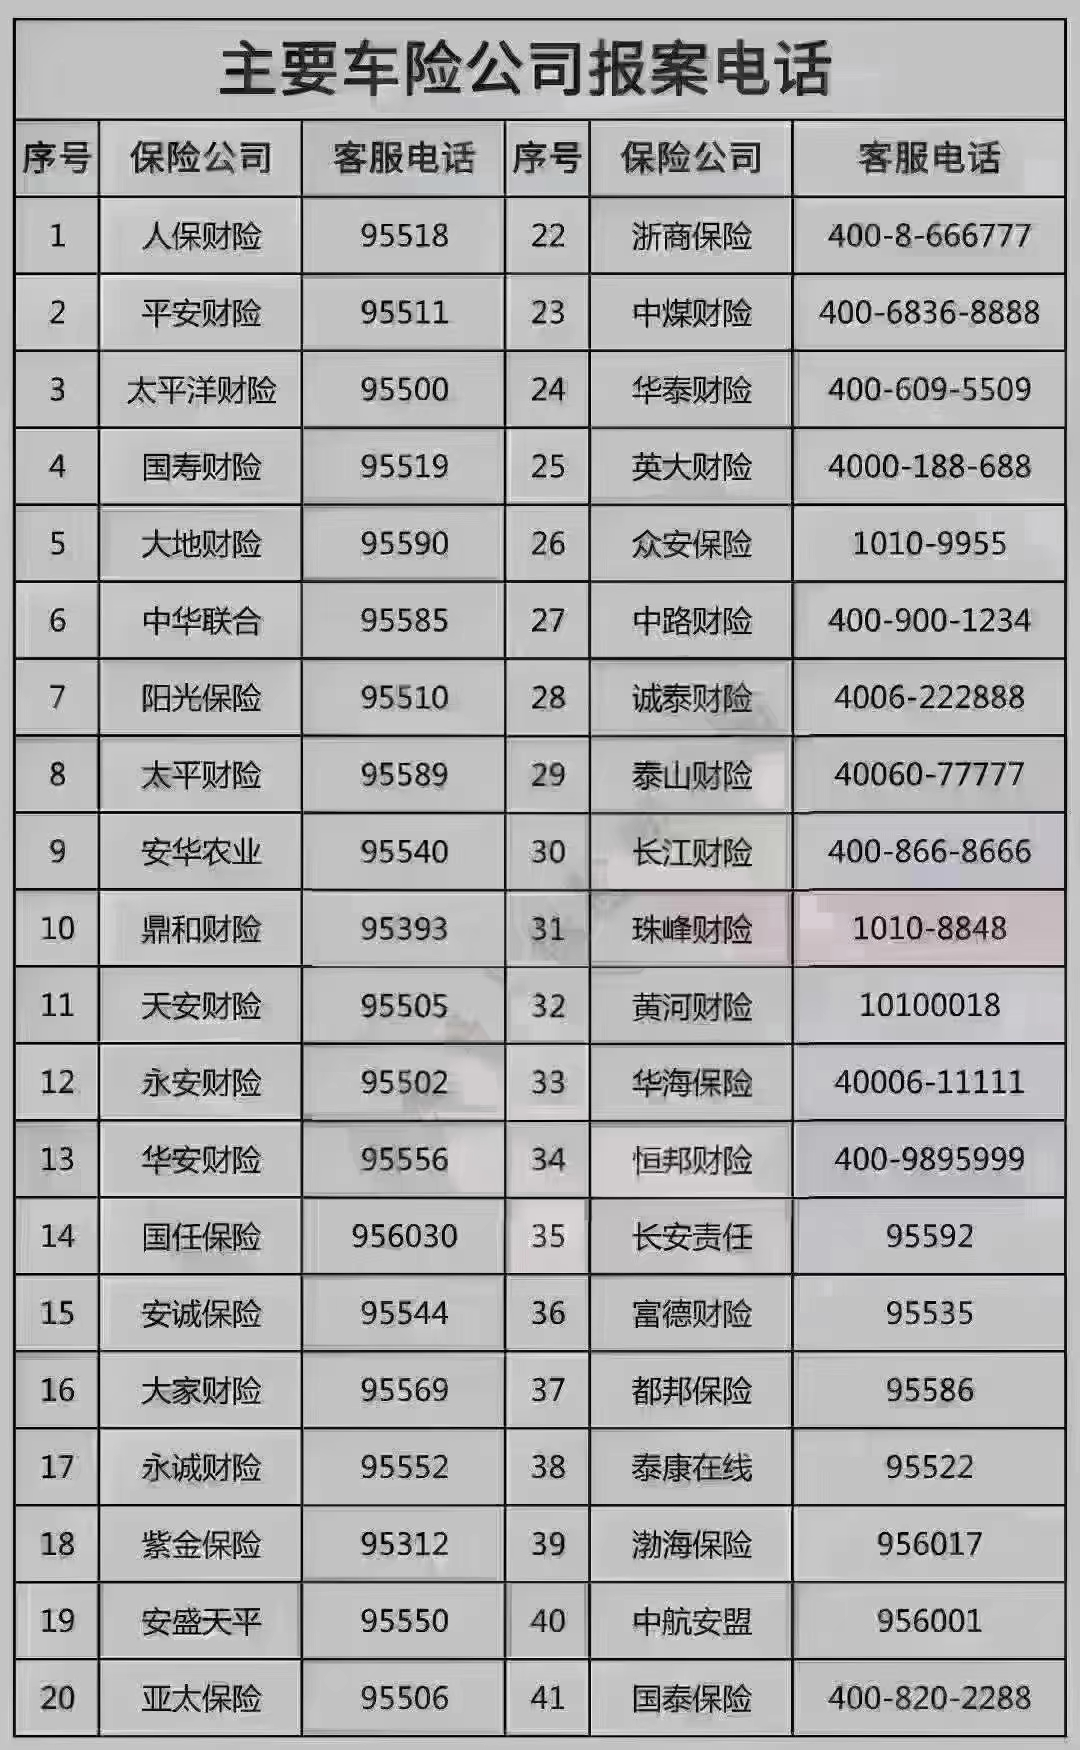 主要车险公司报案电话
序号 保险公司 客服电话 序号 保险公司 客服电话
1 人保财险 95518 22 浙商保险 400-8-666777
2 平安财险 95511 23 中煤财险 400-6836-8888
3 太平洋财险 95500 24 华泰财险 400-609-5509
4 国寿财险 95519 25 英大财险 4000-188-688
5 大地财险 95590 26 众安保险 1010-9955
6 中华联合 95585 27 中路财险 400-900-1234
7 阳光保险 95510 28 诚泰财险 4006-222888
8 太平财险 95589 29 泰山财险 40060-77777
9 安华农业 95540 30 长江财险 400-866-8666
10 鼎和财险 95393 31 珠峰财险 1010-8848
11 天安财险 95505 32 黄河财险 10100018
12 永安财险 95502 33 华海保险 40006-11111
13 华安财险 95556 34 恒邦财险 400-9895999
14 国任保险 956030 35 长安责任 95592
15 安诚保险 95544 36 富德财险 95535
16 大家财险 95569 37 都邦保险 95586
17 永诚财险 95552 38 泰康在线 95522
18 紫金保险 95312 39 渤海保险 956017
19 安盛天平 95550 40 中航安盟 956001
20 亚太保险 95506 41 国泰保险 400-820-2288